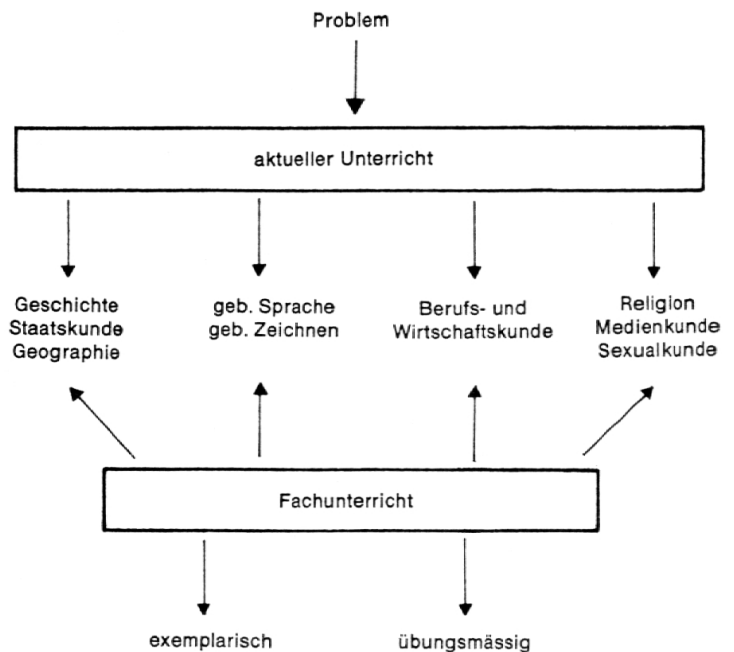 Problem
aktueller Unterricht
Geschichte
Staatskunde
Geographie
geb. Sprache
geb. Zeichnen
Berufs- und
Wirtschaftskunde
Religion
Medienkunde
Sexualkunde
Fachunterricht
exemplarisch
übungsmässig